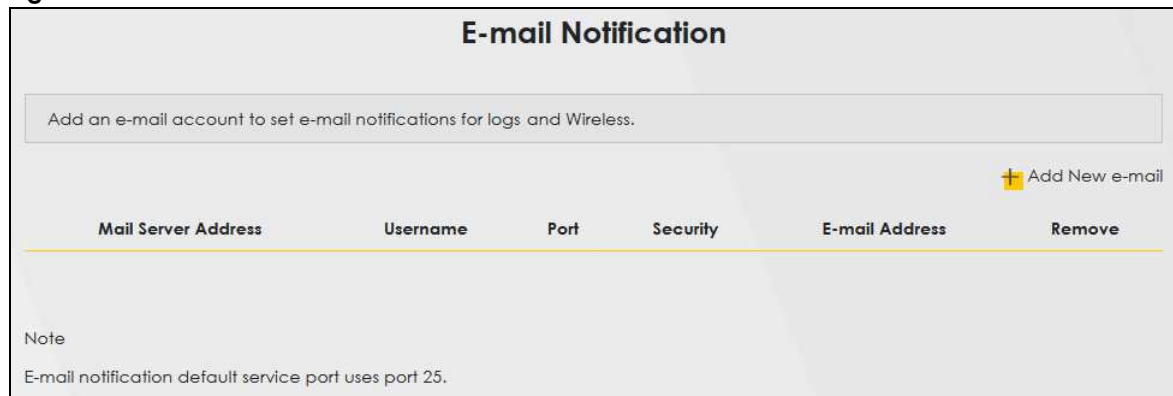 E-mail Notification
Add an e-mail account to set e-mail notifications for logs and Wireless.
+ Add New e-mail
Mail Server Address Username Port Security E-mail Address Remove
Note
E-mail notification default service port uses port 25.